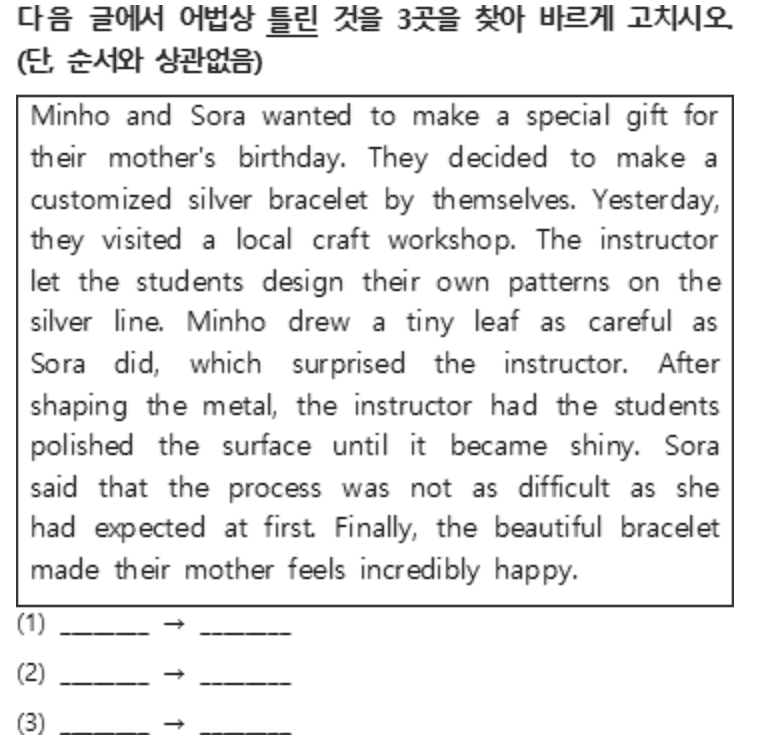 다음 글에서 어법상 틀린 것을 3곳을 찾아 바르게 고치시오.
(단, 순서와 상관없음)
Minho and Sora wanted to make a special gift for
their mother's birthday. They decided to make a
customized silver bracelet by themselves. Yesterday,
they visited a local craft workshop. The instructor
let the students design their own patterns on the
silver line. Minho drew a tiny leaf as careful as
Sora did, which surprised the instructor. After
shaping the metal, the instructor had the students
polished the surface until it became shiny. Sora
said that the process was not as difficult as she
had expected at first. Finally, the beautiful bracelet
made their mother feels incredibly happy.
(1) ________ → ________
(2) ________ → ________
(3) ________ → ________